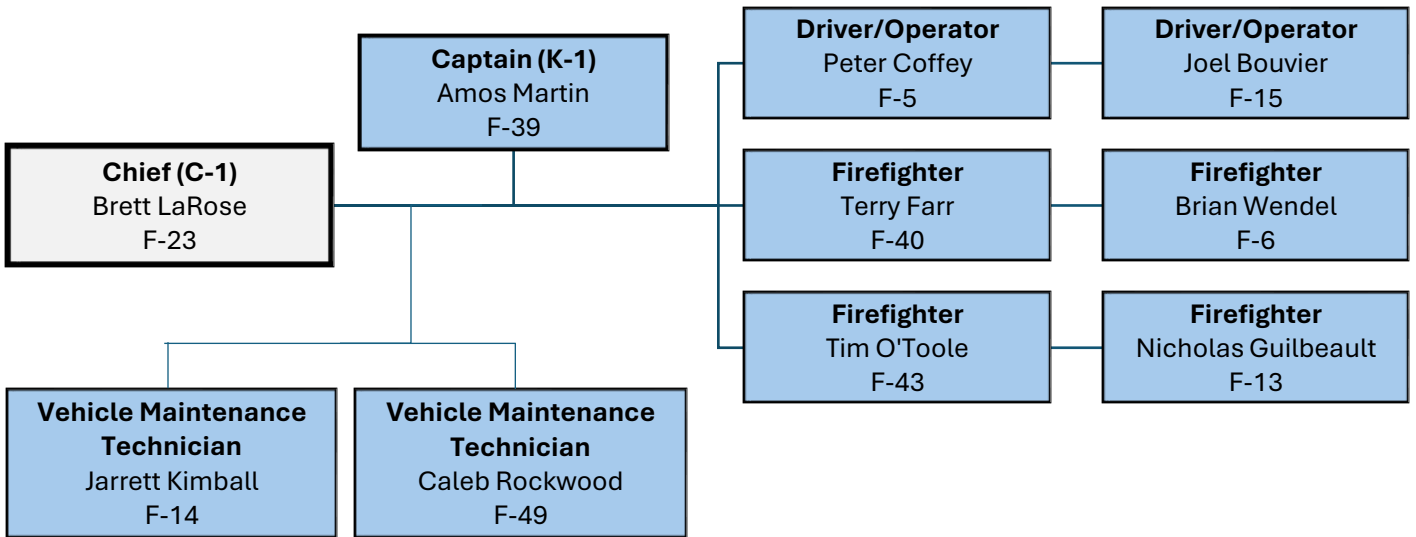 Captain (K-1)
Amos Martin
F-39
Chief (C-1)
Brett LaRose
F-23
Driver/Operator
Peter Coffey
F-5
Driver/Operator
Joel Bouvier
F-15
Firefighter
Terry Farr
F-40
Firefighter
Brian Wendel
F-6
Firefighter
Tim O'Toole
F-43
Firefighter
Nicholas Guilbeault
F-13
Vehicle Maintenance
Technician
Jarrett Kimball
F-14
Vehicle Maintenance
Technician
Caleb Rockwood
F-49